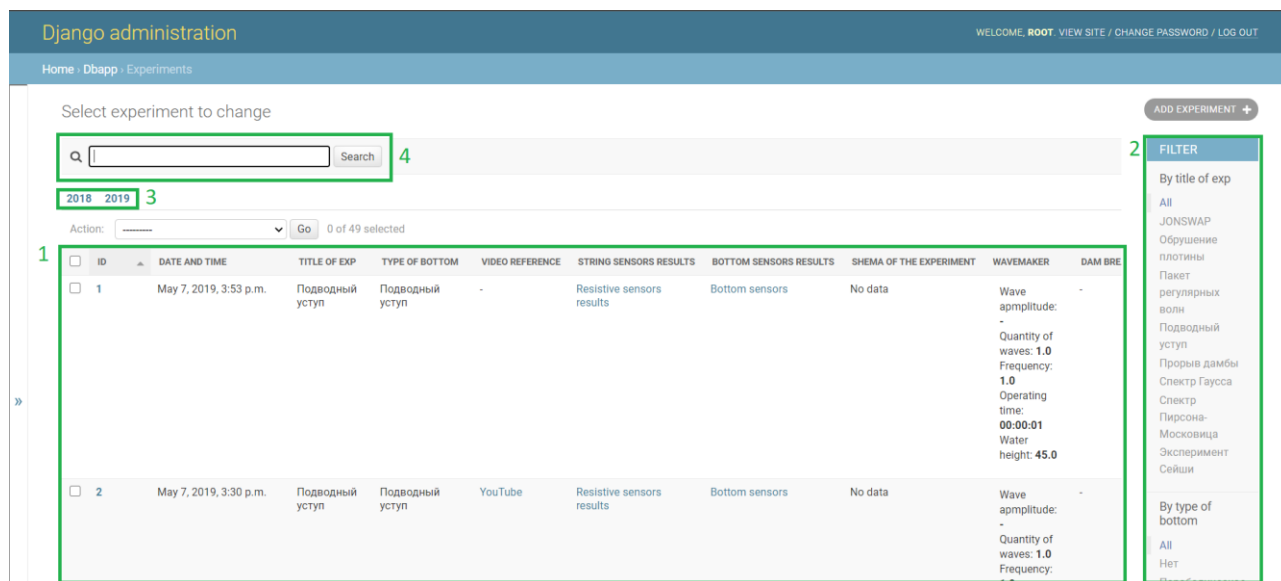 Django administration
WELCOME, ROOT. VIEW SITE / CHANGE PASSWORD / LOG OUT
Home › Dbapp › Experiments
Select experiment to change
ADD EXPERIMENT +
Search
4
2018 2019
3
Action: --------- Go 0 of 49 selected
1
ID DATE AND TIME TITLE OF EXP TYPE OF BOTTOM VIDEO REFERENCE STRING SENSORS RESULTS BOTTOM SENSORS RESULTS SHEMA OF THE EXPERIMENT WAVEMAKER DAM BRE
1 May 7, 2019, 3:53 p.m. Подводный Подводный - Resistive sensors Bottom sensors No data Wave -
уступ уступ results apmplitude:
-
Quantity of
waves: 1.0
Frequency:
1.0
Operating
time:
00:00:01
Water
height: 45.0
»
2 May 7, 2019, 3:30 p.m. Подводный Подводный YouTube Resistive sensors Bottom sensors No data Wave -
уступ уступ results apmplitude:
-
Quantity of
waves: 1.0
Frequency:
2
FILTER
By title of exp
All
JONSWAP
Обрушение
плотины
Пакет
регулярных
волн
Подводный
уступ
Прорыв дамбы
Спектр Гаусса
Спектр
Пирсона-
Московица
Эксперимент
Сейши
By type of
bottom
All
Нет